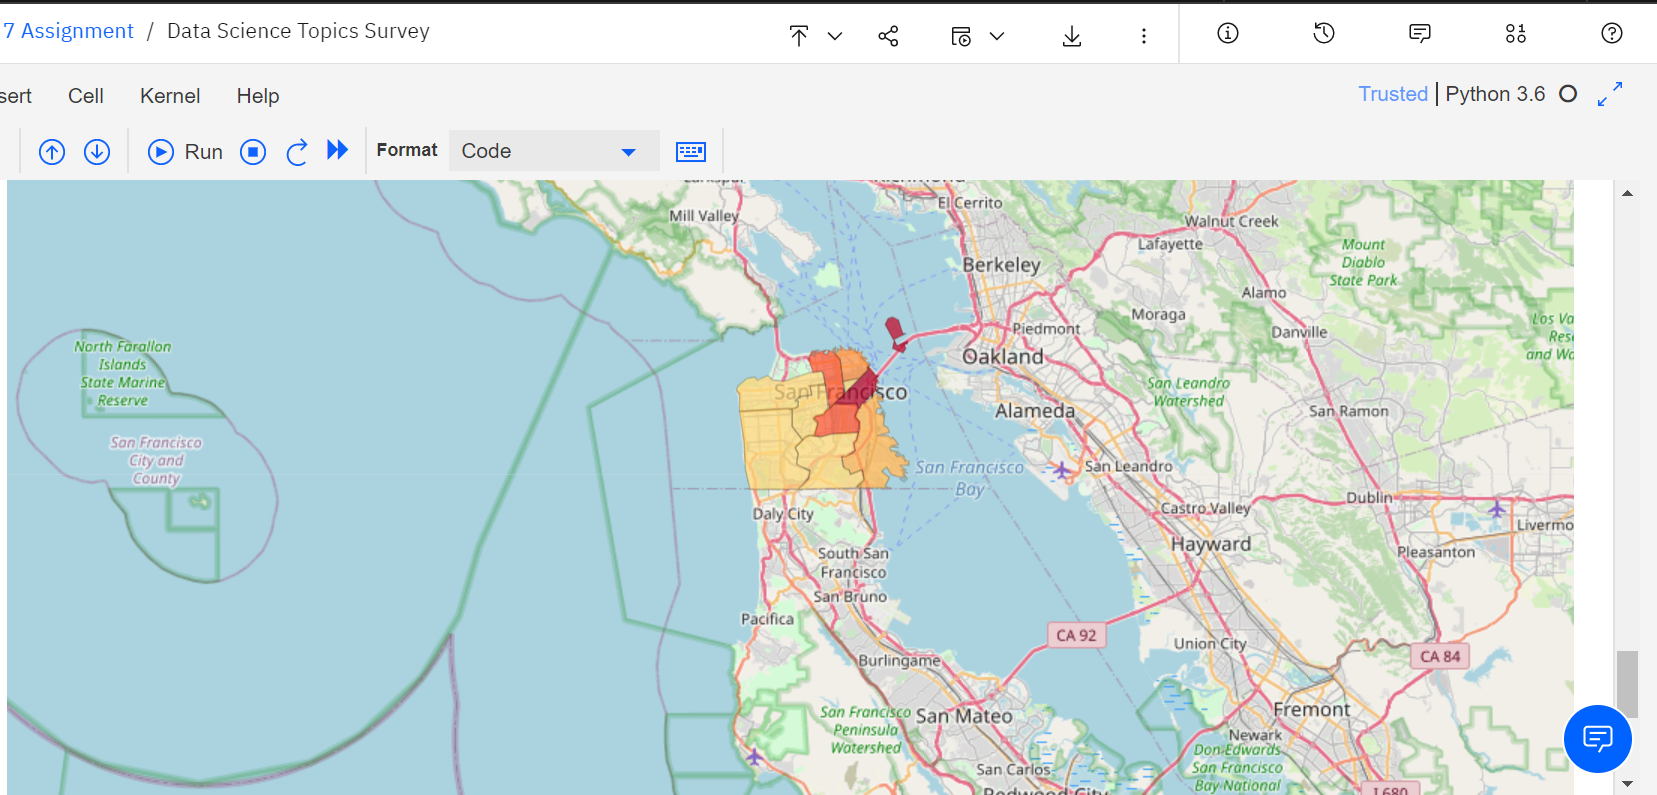 7 Assignment / Data Science Topics Survey
sert Cell Kernel Help
Trusted | Python 3.6
Run Format Code
Mill Valley
El Cerrito
Walnut Creek
Lafayette
Mount
Diablo
State Park
Berkeley
Alamo
Moraga
Piedmont
Danville
Los Va
Res
and Wa
North Farallon
Islands
State Marine
Reserve
Oakland
San Francisco
San Leandro
Watershed
Alameda
San Ramon
San Francisco
City and
County
San Francisco
Bay
San Leandro
Dublin
Castro Valley
Daly City
Livermo
Hayward
Pleasanton
South San
Francisco
San Bruno
Pacifica
CA 92
Union City
CA 84
Burlingame
San Francisco
Peninsula
Watershed
San Mateo
Fremont
Newark
Don Edwards
San Francisco
Bay National
San Carlos
Redwood City
I 680